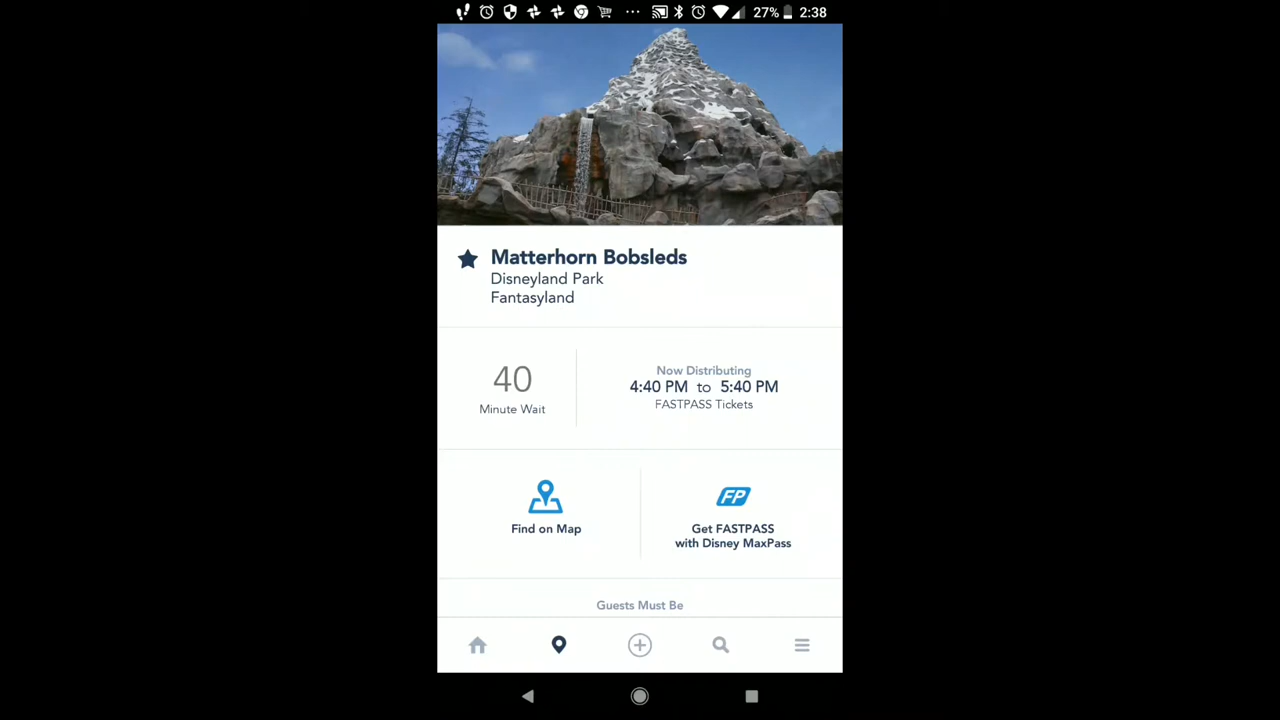 27% 2:38
Matterhorn Bobsleds
Disneyland Park
Fantasyland
40
Minute Wait
Now Distributing
4:40 PM to 5:40 PM
FASTPASS Tickets
Find on Map
FP
Get FASTPASS
with Disney MaxPass
Guests Must Be